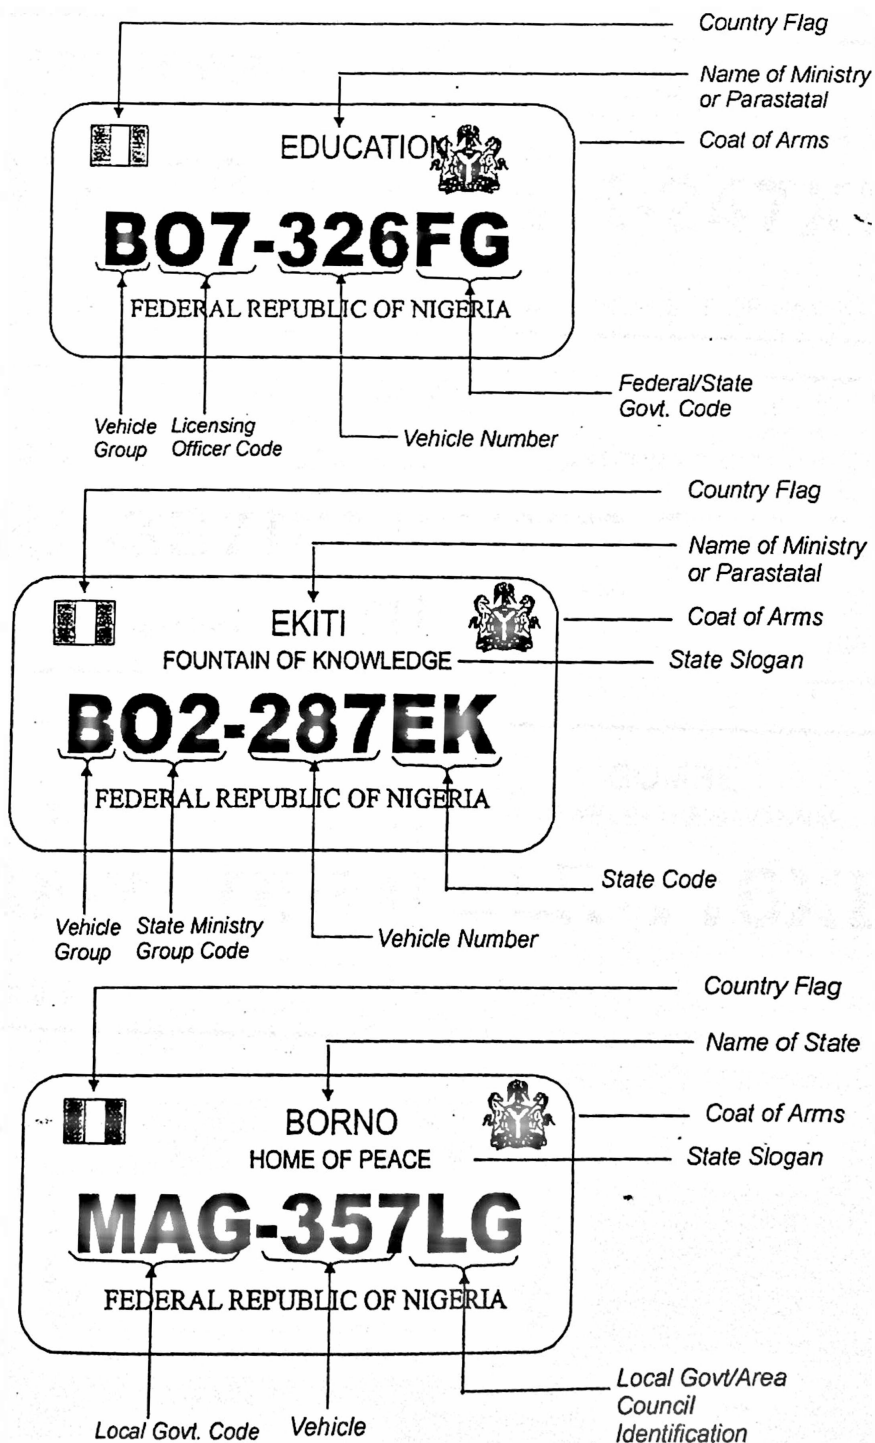 Country Flag
Name of Ministry
or Parastatal
EDUCATION
Coat of Arms
BO7-326FG
FEDERAL REPUBLIC OF NIGERIA
Federal/State
Govt. Code
Vehicle
Group
Licensing
Officer Code
Vehicle Number
Country Flag
Name of Ministry
or Parastatal
EKITI
Coat of Arms
FOUNTAIN OF KNOWLEDGE
State Slogan
BO2-287EK
FEDERAL REPUBLIC OF NIGERIA
State Code
Vehicle
Group
State Ministry
Group Code
Vehicle Number
Country Flag
Name of State
BORNO
Coat of Arms
HOME OF PEACE
State Slogan
MAG-357LG
FEDERAL REPUBLIC OF NIGERIA
Local Govt/Area
Council
Identification
Local Govt. Code
Vehicle